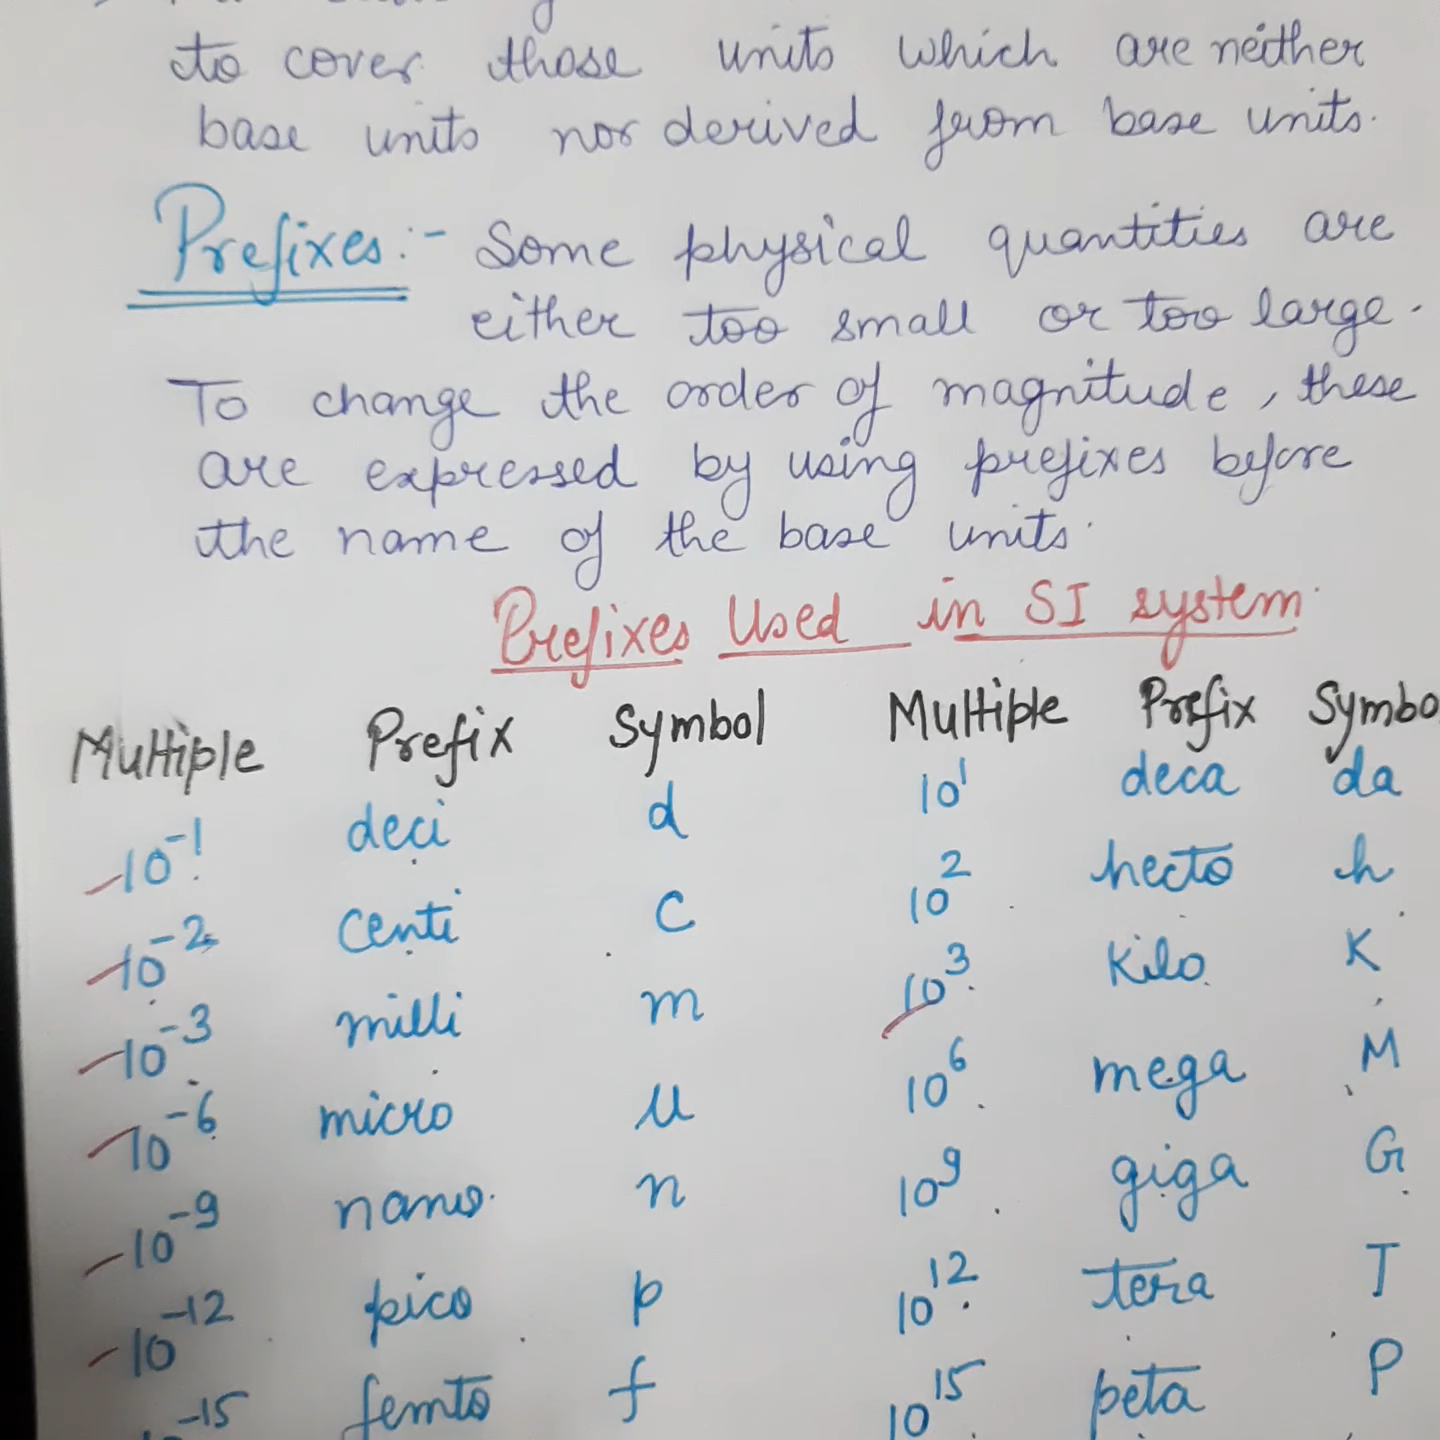 to cover those units which are neither
base units nor derived from base units.
Prefixes:- Some physical quantities are
either too small or too large.
To change the order of magnitude, these
are expressed by using prefixes before
the name of the base units.
Prefixes Used in SI system
Multiple Prefix Symbol Multiple Prefix Symbo
10⁻¹ deci d 10¹ deca da
10⁻² centi c 10² hecto h
10⁻³ milli m 10³ Kilo K
10⁻⁶ micro μ 10⁶ mega M
10⁻⁹ nano n 10⁹ giga G
10⁻¹² pico p 10¹² tera T
10⁻¹⁵ femto f 10¹⁵ peta P